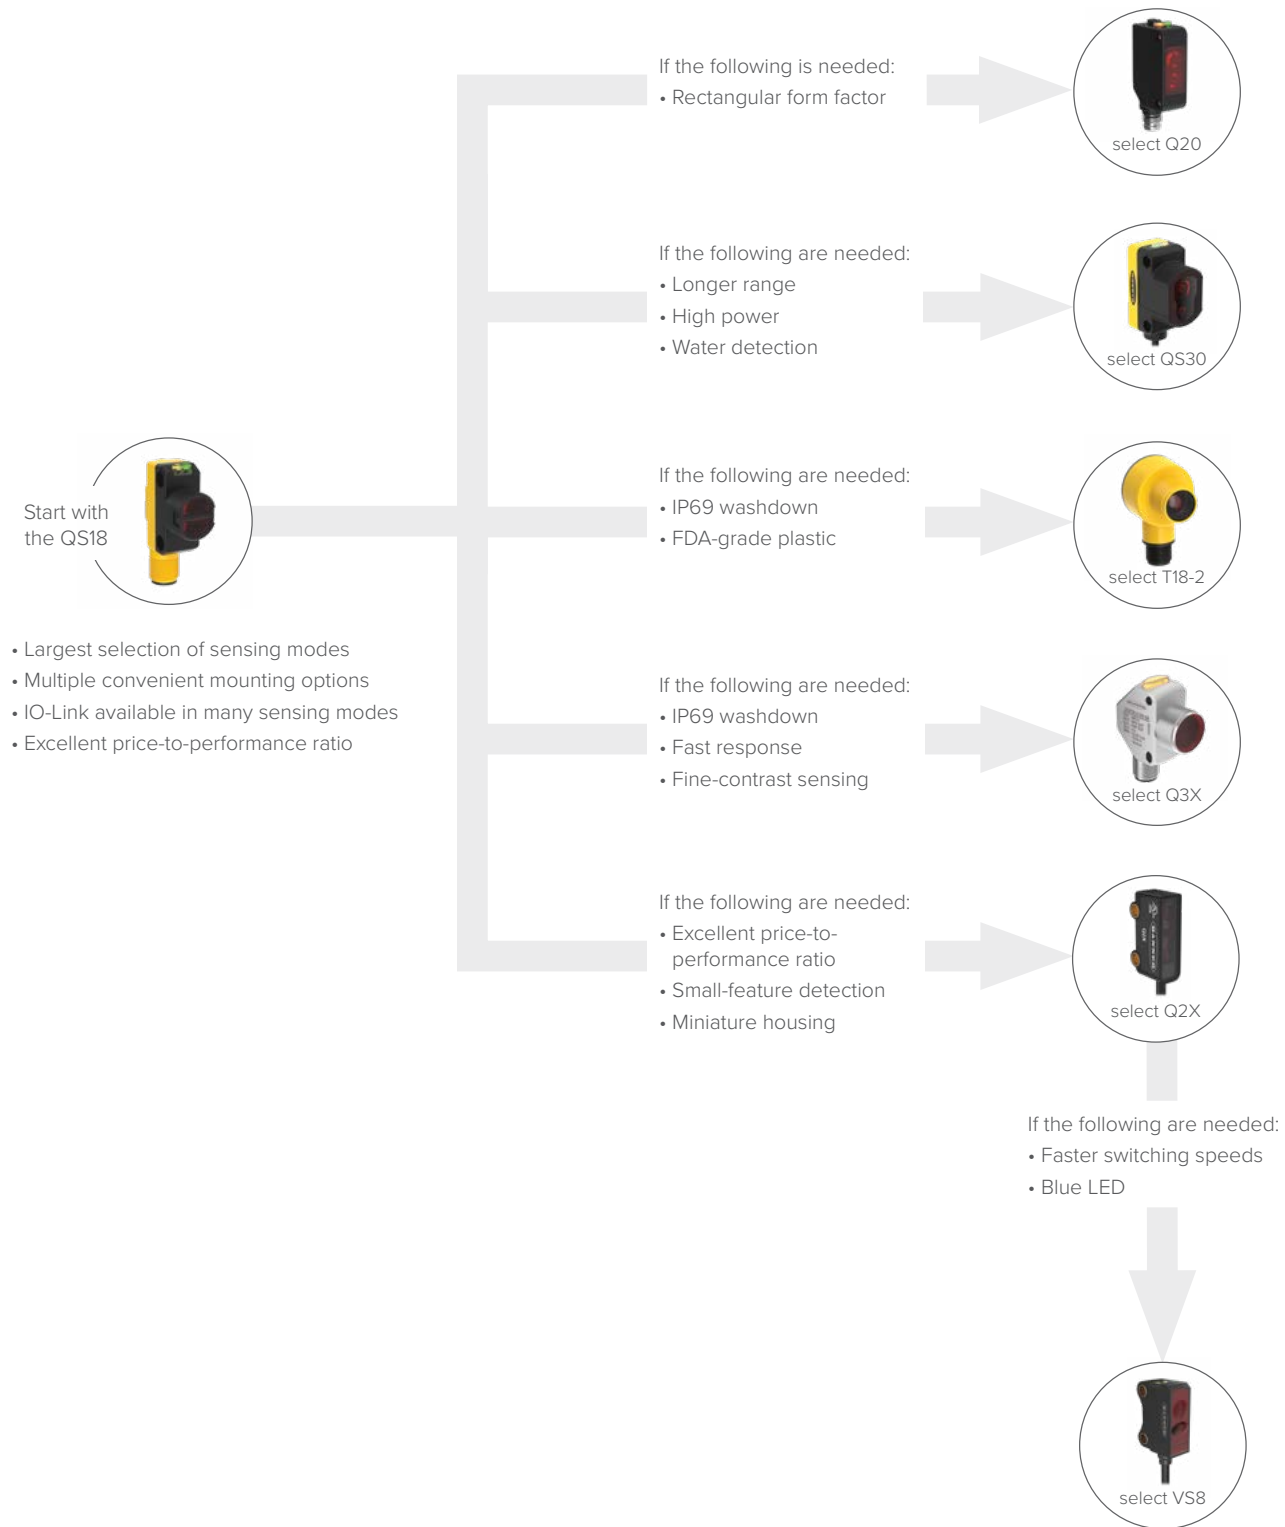 If the following is needed:
• Rectangular form factor
select Q20
If the following are needed:
• Longer range
• High power
• Water detection
select QS30
Start with
the QS18
• Largest selection of sensing modes
• Multiple convenient mounting options
• IO-Link available in many sensing modes
• Excellent price-to-performance ratio
If the following are needed:
• IP69 washdown
• FDA-grade plastic
select T18-2
If the following are needed:
• IP69 washdown
• Fast response
• Fine-contrast sensing
select Q3X
If the following are needed:
• Excellent price-to-
performance ratio
• Small-feature detection
• Miniature housing
BANNER
Q2X
select Q2X
If the following are needed:
• Faster switching speeds
• Blue LED
select VS8